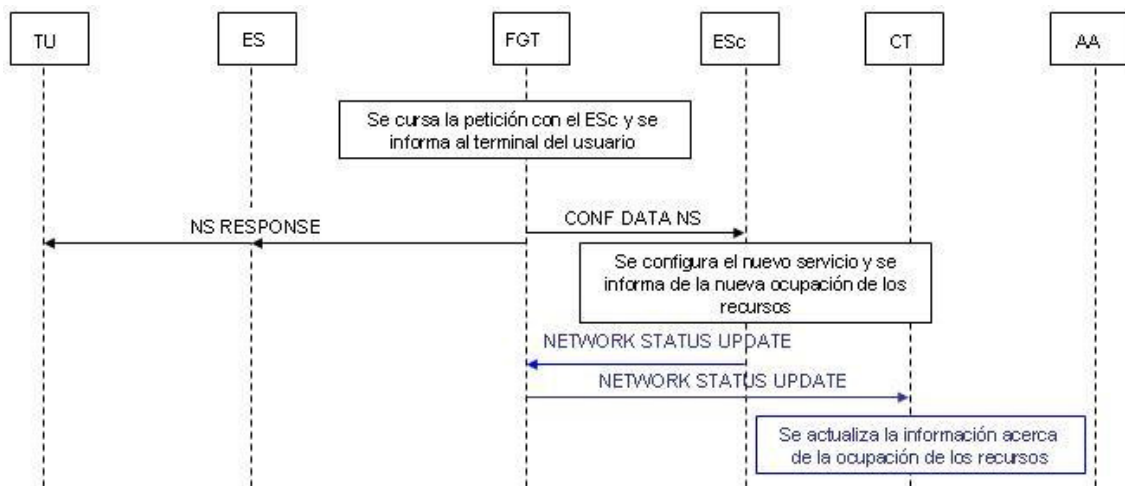 TU
ES
FGT
ESc
CT
AA
Se cursa la petición con el ESc y se
informa al terminal del usuario
NS RESPONSE
CONF DATA NS
Se configura el nuevo servicio y se
informa de la nueva ocupación de los
recursos
NETWORK STATUS UPDATE
NETWORK STATUS UPDATE
Se actualiza la información acerca
de la ocupación de los recursos